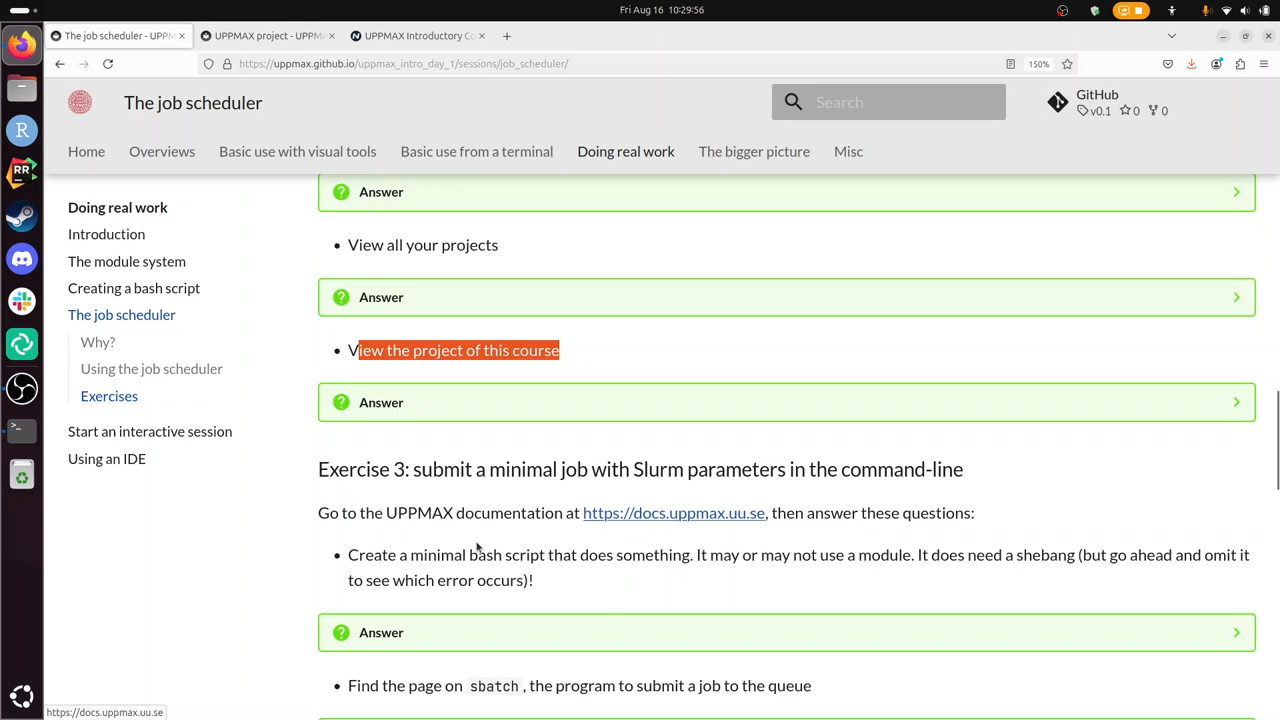 Fri Aug 16 10:29:56
The job scheduler - UPPM
UPPMAX project - UPPMA
UPPMAX Introductory Co
https://uppmax.github.io/uppmax_intro_day_1/sessions/job_scheduler/
150%
The job scheduler
Search
GitHub
v0.1 0 0
Home Overviews Basic use with visual tools Basic use from a terminal Doing real work The bigger picture Misc
Doing real work
Introduction
The module system
Creating a bash script
The job scheduler
Why?
Using the job scheduler
Exercises
Start an interactive session
Using an IDE
Answer
• View all your projects
Answer
• View the project of this course
Answer
Exercise 3: submit a minimal job with Slurm parameters in the command-line
Go to the UPPMAX documentation at https://docs.uppmax.uu.se, then answer these questions:
• Create a minimal bash script that does something. It may or may not use a module. It does need a shebang (but go ahead and omit it
to see which error occurs)!
Answer
• Find the page on sbatch, the program to submit a job to the queue
https://docs.uppmax.uu.se
R
RR